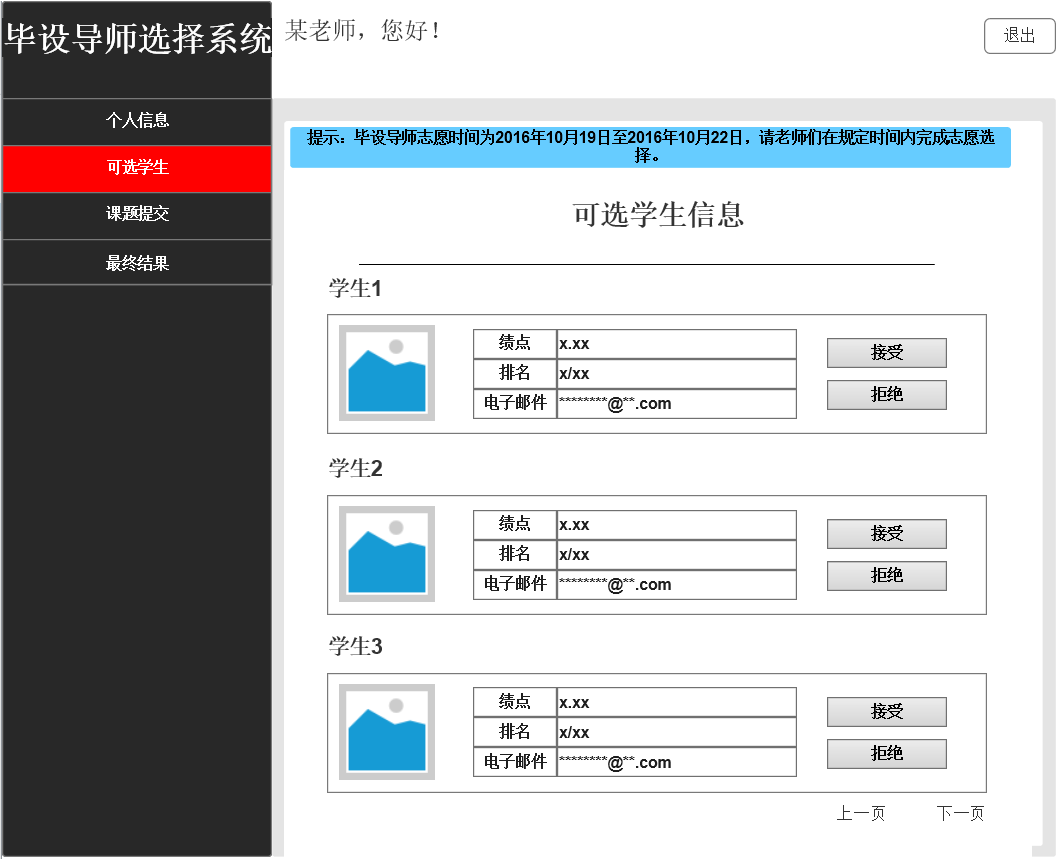 毕设导师选择系统
某老师，您好！
退出
个人信息
可选学生
课题提交
最终结果
提示：毕设导师志愿时间为2016年10月19日至2016年10月22日，请老师们在规定时间内完成志愿选
择。
可选学生信息
学生1
绩点 x.xx
排名 x/xx
电子邮件 ********@**.com
接受
拒绝
学生2
绩点 x.xx
排名 x/xx
电子邮件 ********@**.com
接受
拒绝
学生3
绩点 x.xx
排名 x/xx
电子邮件 ********@**.com
接受
拒绝
上一页 下一页